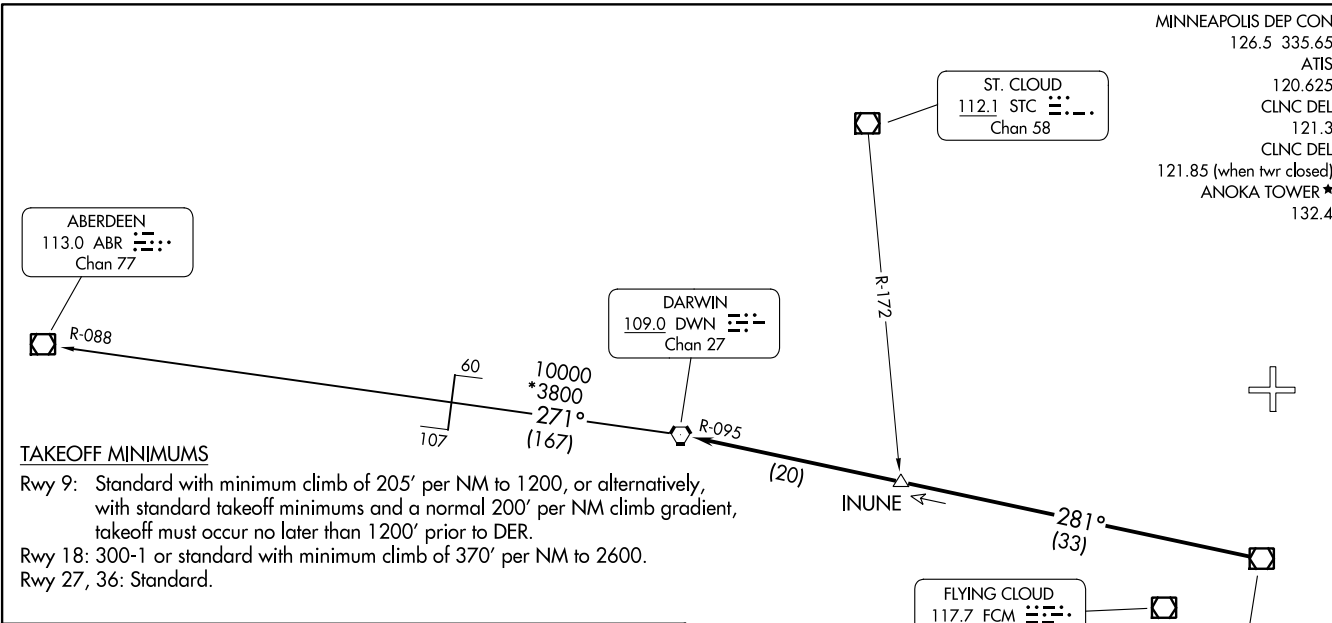 MINNEAPOLIS DEP CON
126.5 335.65
ATIS
120.625
CLNC DEL
121.3
CLNC DEL
121.85 (when twr closed)
ANOKA TOWER ★
132.4
ST. CLOUD
112.1 STC
Chan 58
ABERDEEN
113.0 ABR
Chan 77
R-088
DARWIN
109.0 DWN
Chan 27
R-172
60
107
10000
*3800
271°
(167)
R-095
(20)
INUNE
281°
(33)
TAKEOFF MINIMUMS
Rwy 9: Standard with minimum climb of 205' per NM to 1200, or alternatively,
with standard takeoff minimums and a normal 200' per NM climb gradient,
takeoff must occur no later than 1200' prior to DER.
Rwy 18: 300-1 or standard with minimum climb of 370' per NM to 2600.
Rwy 27, 36: Standard.
FLYING CLOUD
117.7 FCM